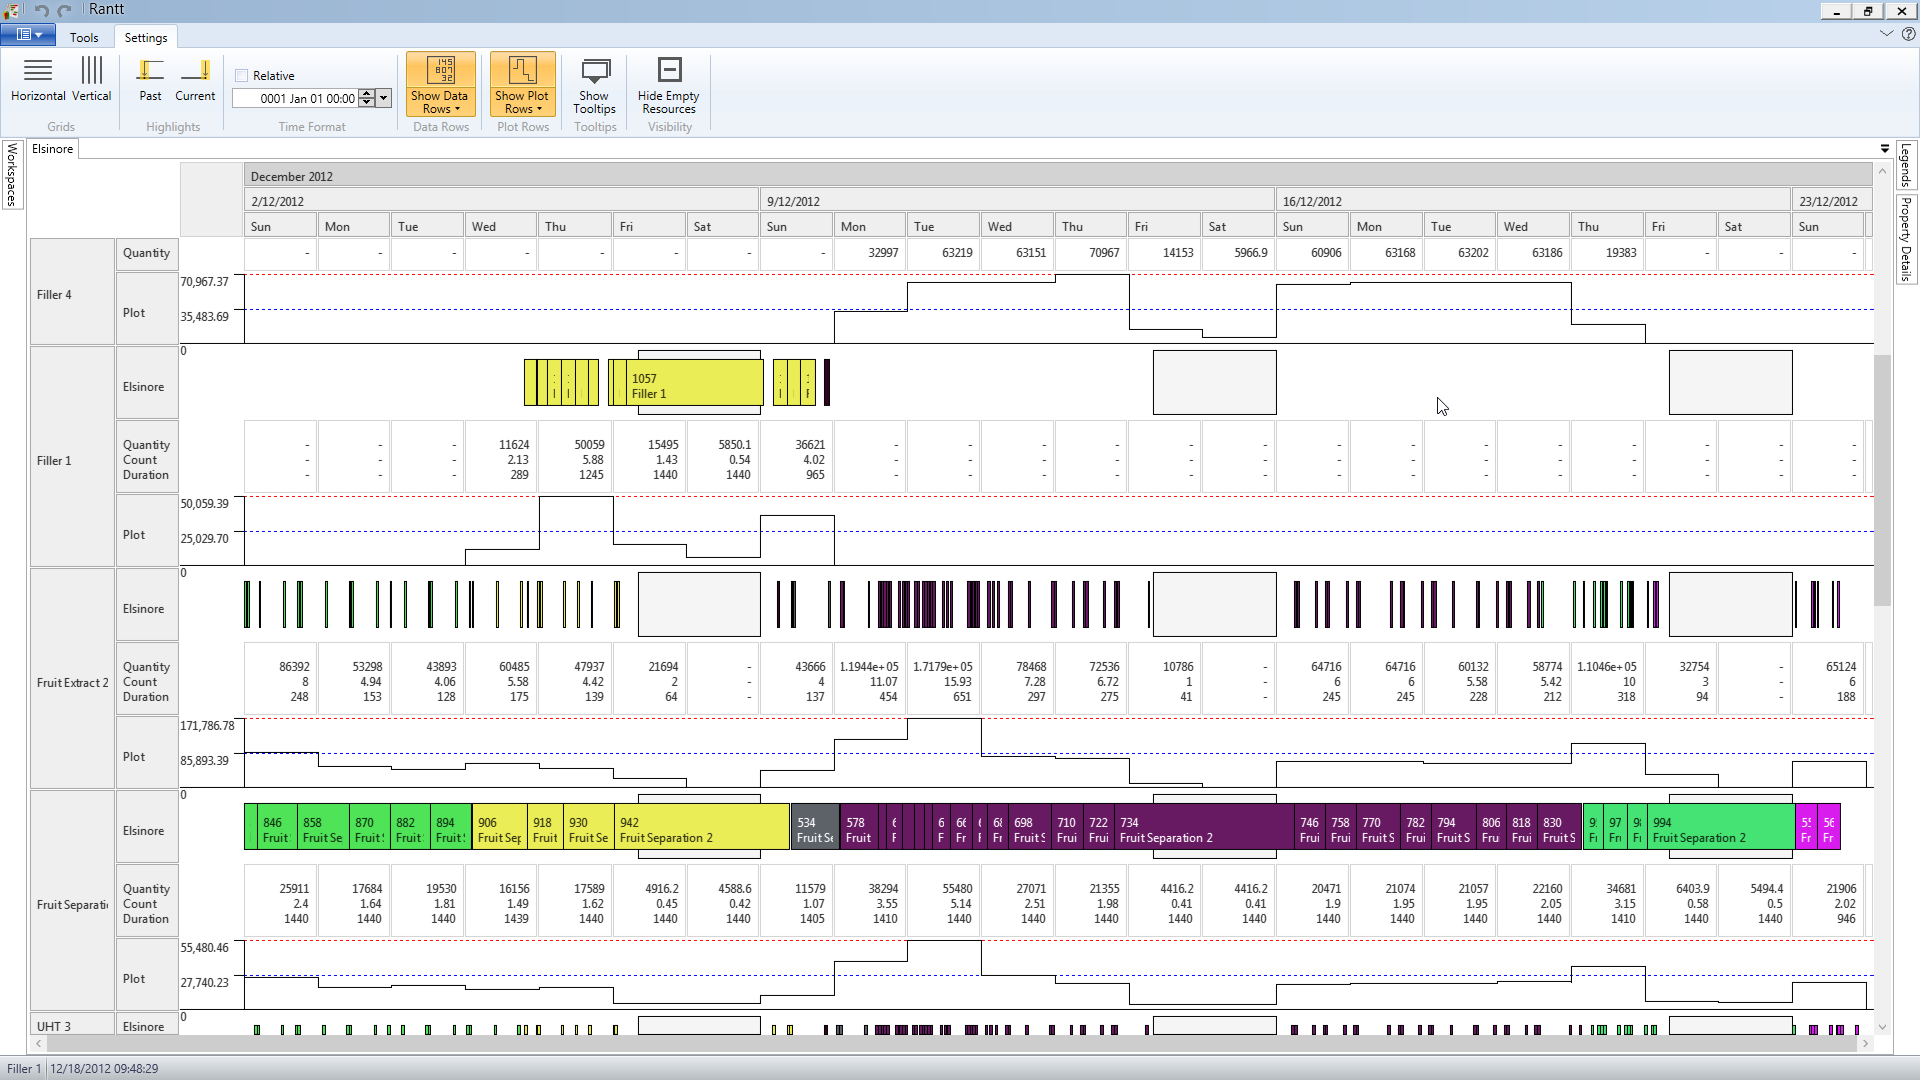 Rantt
Tools Settings
Horizontal Vertical Past Current Relative 0001 Jan 01 00:00 Show Data Rows Show Plot Rows Show Tooltips Hide Empty Resources
Grids Highlights Time Format Data Rows Plot Rows Tooltips Visibility
Workspaces
Elsinore
Legends
Property Details
December 2012
2/12/2012 9/12/2012 16/12/2012 23/12/2012
Sun Mon Tue Wed Thu Fri Sat Sun Mon Tue Wed Thu Fri Sat Sun Mon Tue Wed Thu Fri Sat Sun
Filler 4
Quantity - - - - - - - - 32997 63219 63151 70967 14153 5966.9 60906 63168 63202 63186 19383 - - -
Plot 70,967.37 35,483.69 0
Filler 1
Elsinore 1057 Filler 1
Quantity - - - 11624 50059 15495 5850.1 36621 - - - - - - - - - - - - - -
Count - - - 2.13 5.88 1.43 0.54 4.02 - - - - - - - - - - - - - -
Duration - - - 289 1245 1440 1440 965 - - - - - - - - - - - - - -
Plot 50,059.39 25,029.70 0
Fruit Extract 2
Elsinore
Quantity 86392 53298 43893 60485 47937 21694 - 43666 1.1944e+05 1.7179e+05 78468 72536 10786 - 64716 64716 60132 58774 1.1046e+05 32754 - 65124
Count 8 4.94 4.06 5.58 4.42 2 - 4 11.07 15.93 7.28 6.72 1 - 6 6 5.58 5.42 10 3 - 6
Duration 248 153 128 175 139 64 - 137 454 651 297 275 41 - 245 245 228 212 318 94 - 188
Plot 171,786.78 85,893.39 0
Fruit Separati
Elsinore 846 858 870 882 894 906 918 930 942 534 578 698 710 722 734 746 758 770 782 794 806 818 830 97 994 56
Fruit Fruit Se Fruit Fruit Fruit Fruit Sep Fruit Fruit Se Fruit Separation 2 Fruit Se Fruit Fruit S Fruit Fruit Fruit Separation 2 Frui Frui Fruit S Fruit Fruit S Frui Frui Fruit S Fruit Separation 2
Quantity 25911 17684 19530 16156 17589 4916.2 4588.6 11579 38294 55480 27071 21355 4416.2 4416.2 20471 21074 21057 22160 34681 6403.9 5494.4 21906
Count 2.4 1.64 1.81 1.49 1.62 0.45 0.42 1.07 3.55 5.14 2.51 1.98 0.41 0.41 1.9 1.95 1.95 2.05 3.15 0.58 0.5 2.02
Duration 1440 1440 1440 1439 1440 1440 1440 1405 1410 1440 1440 1440 1440 1440 1440 1440 1440 1440 1410 1440 1440 946
Plot 55,480.46 27,740.23 0
UHT 3 Elsinore
Filler 1 12/18/2012 09:48:29